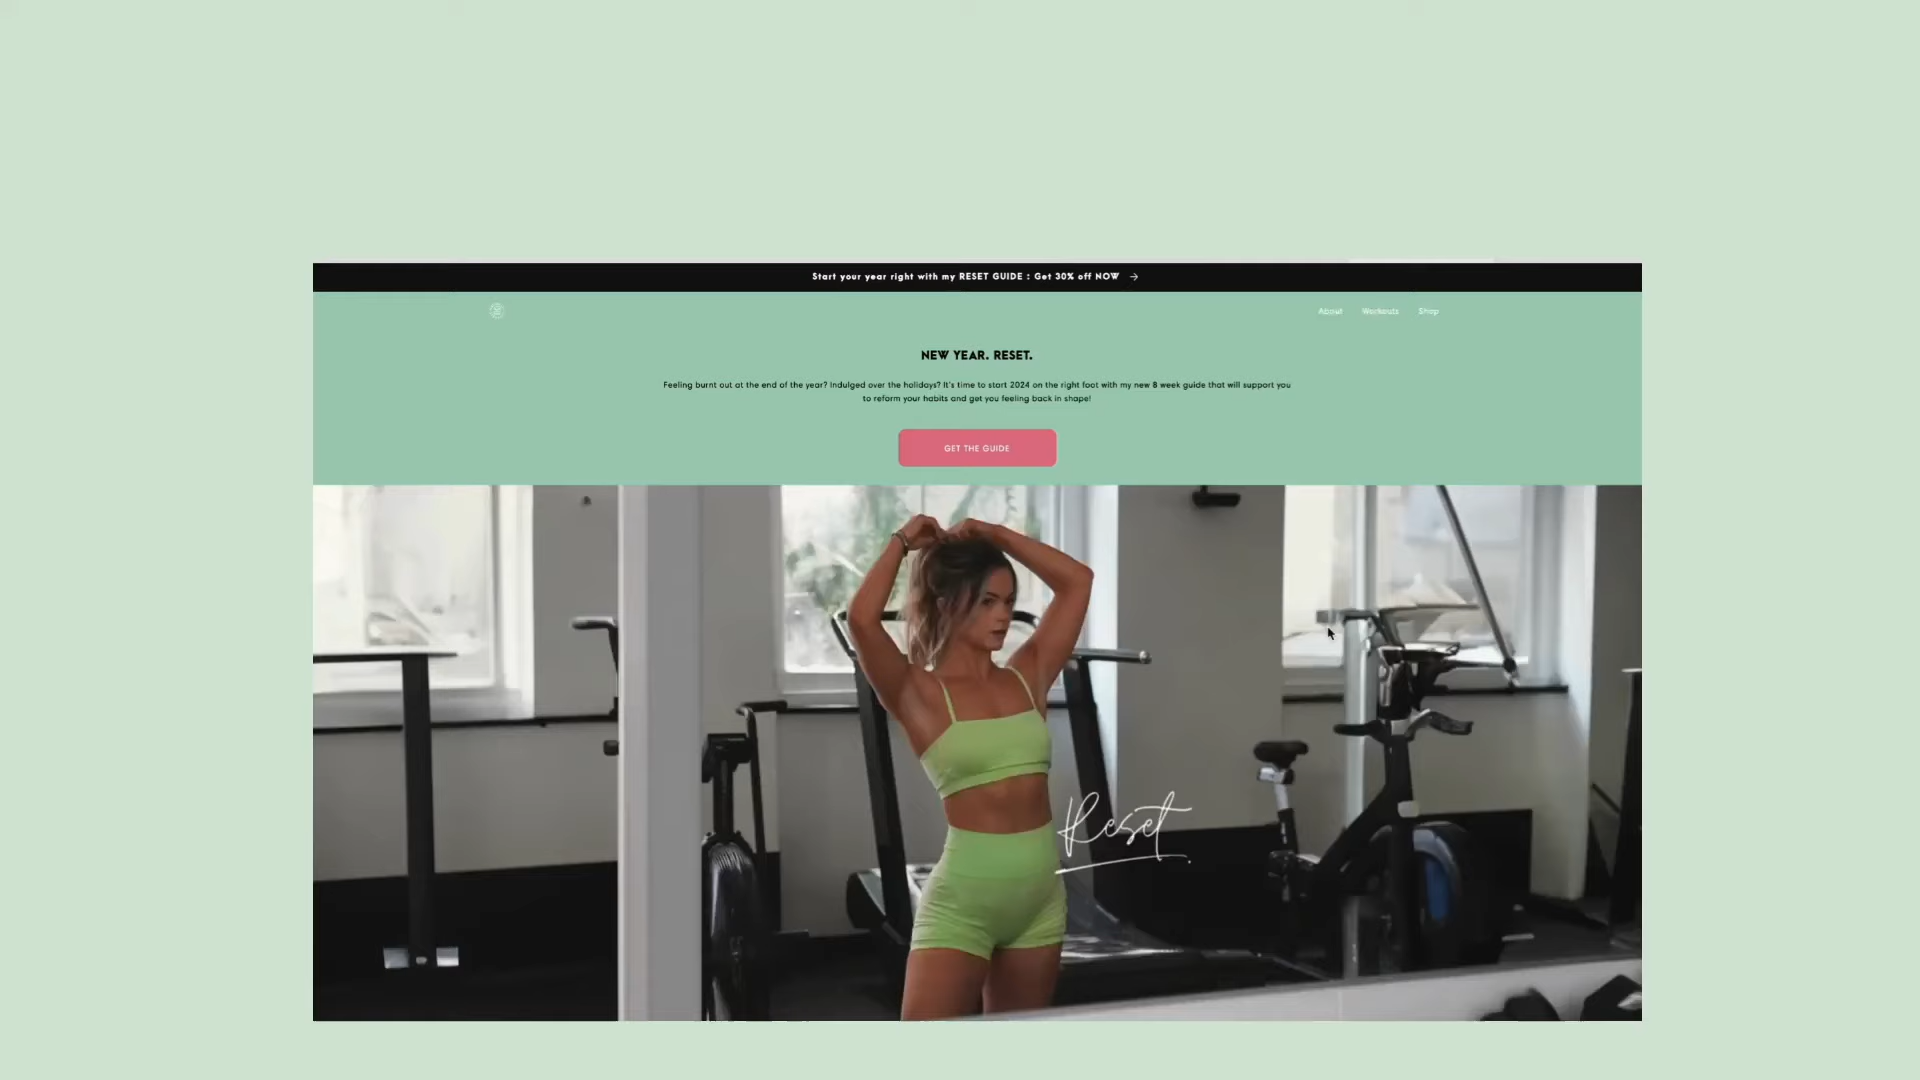 Start your year right with my RESET GUIDE : Get 30% off NOW →
About Workouts Shop
NEW YEAR. RESET.
Feeling burnt out at the end of the year? Indulged over the holidays? It's time to start 2024 on the right foot with my new 8 week guide that will support you
to reform your habits and get you feeling back in shape!
GET THE GUIDE
Reset